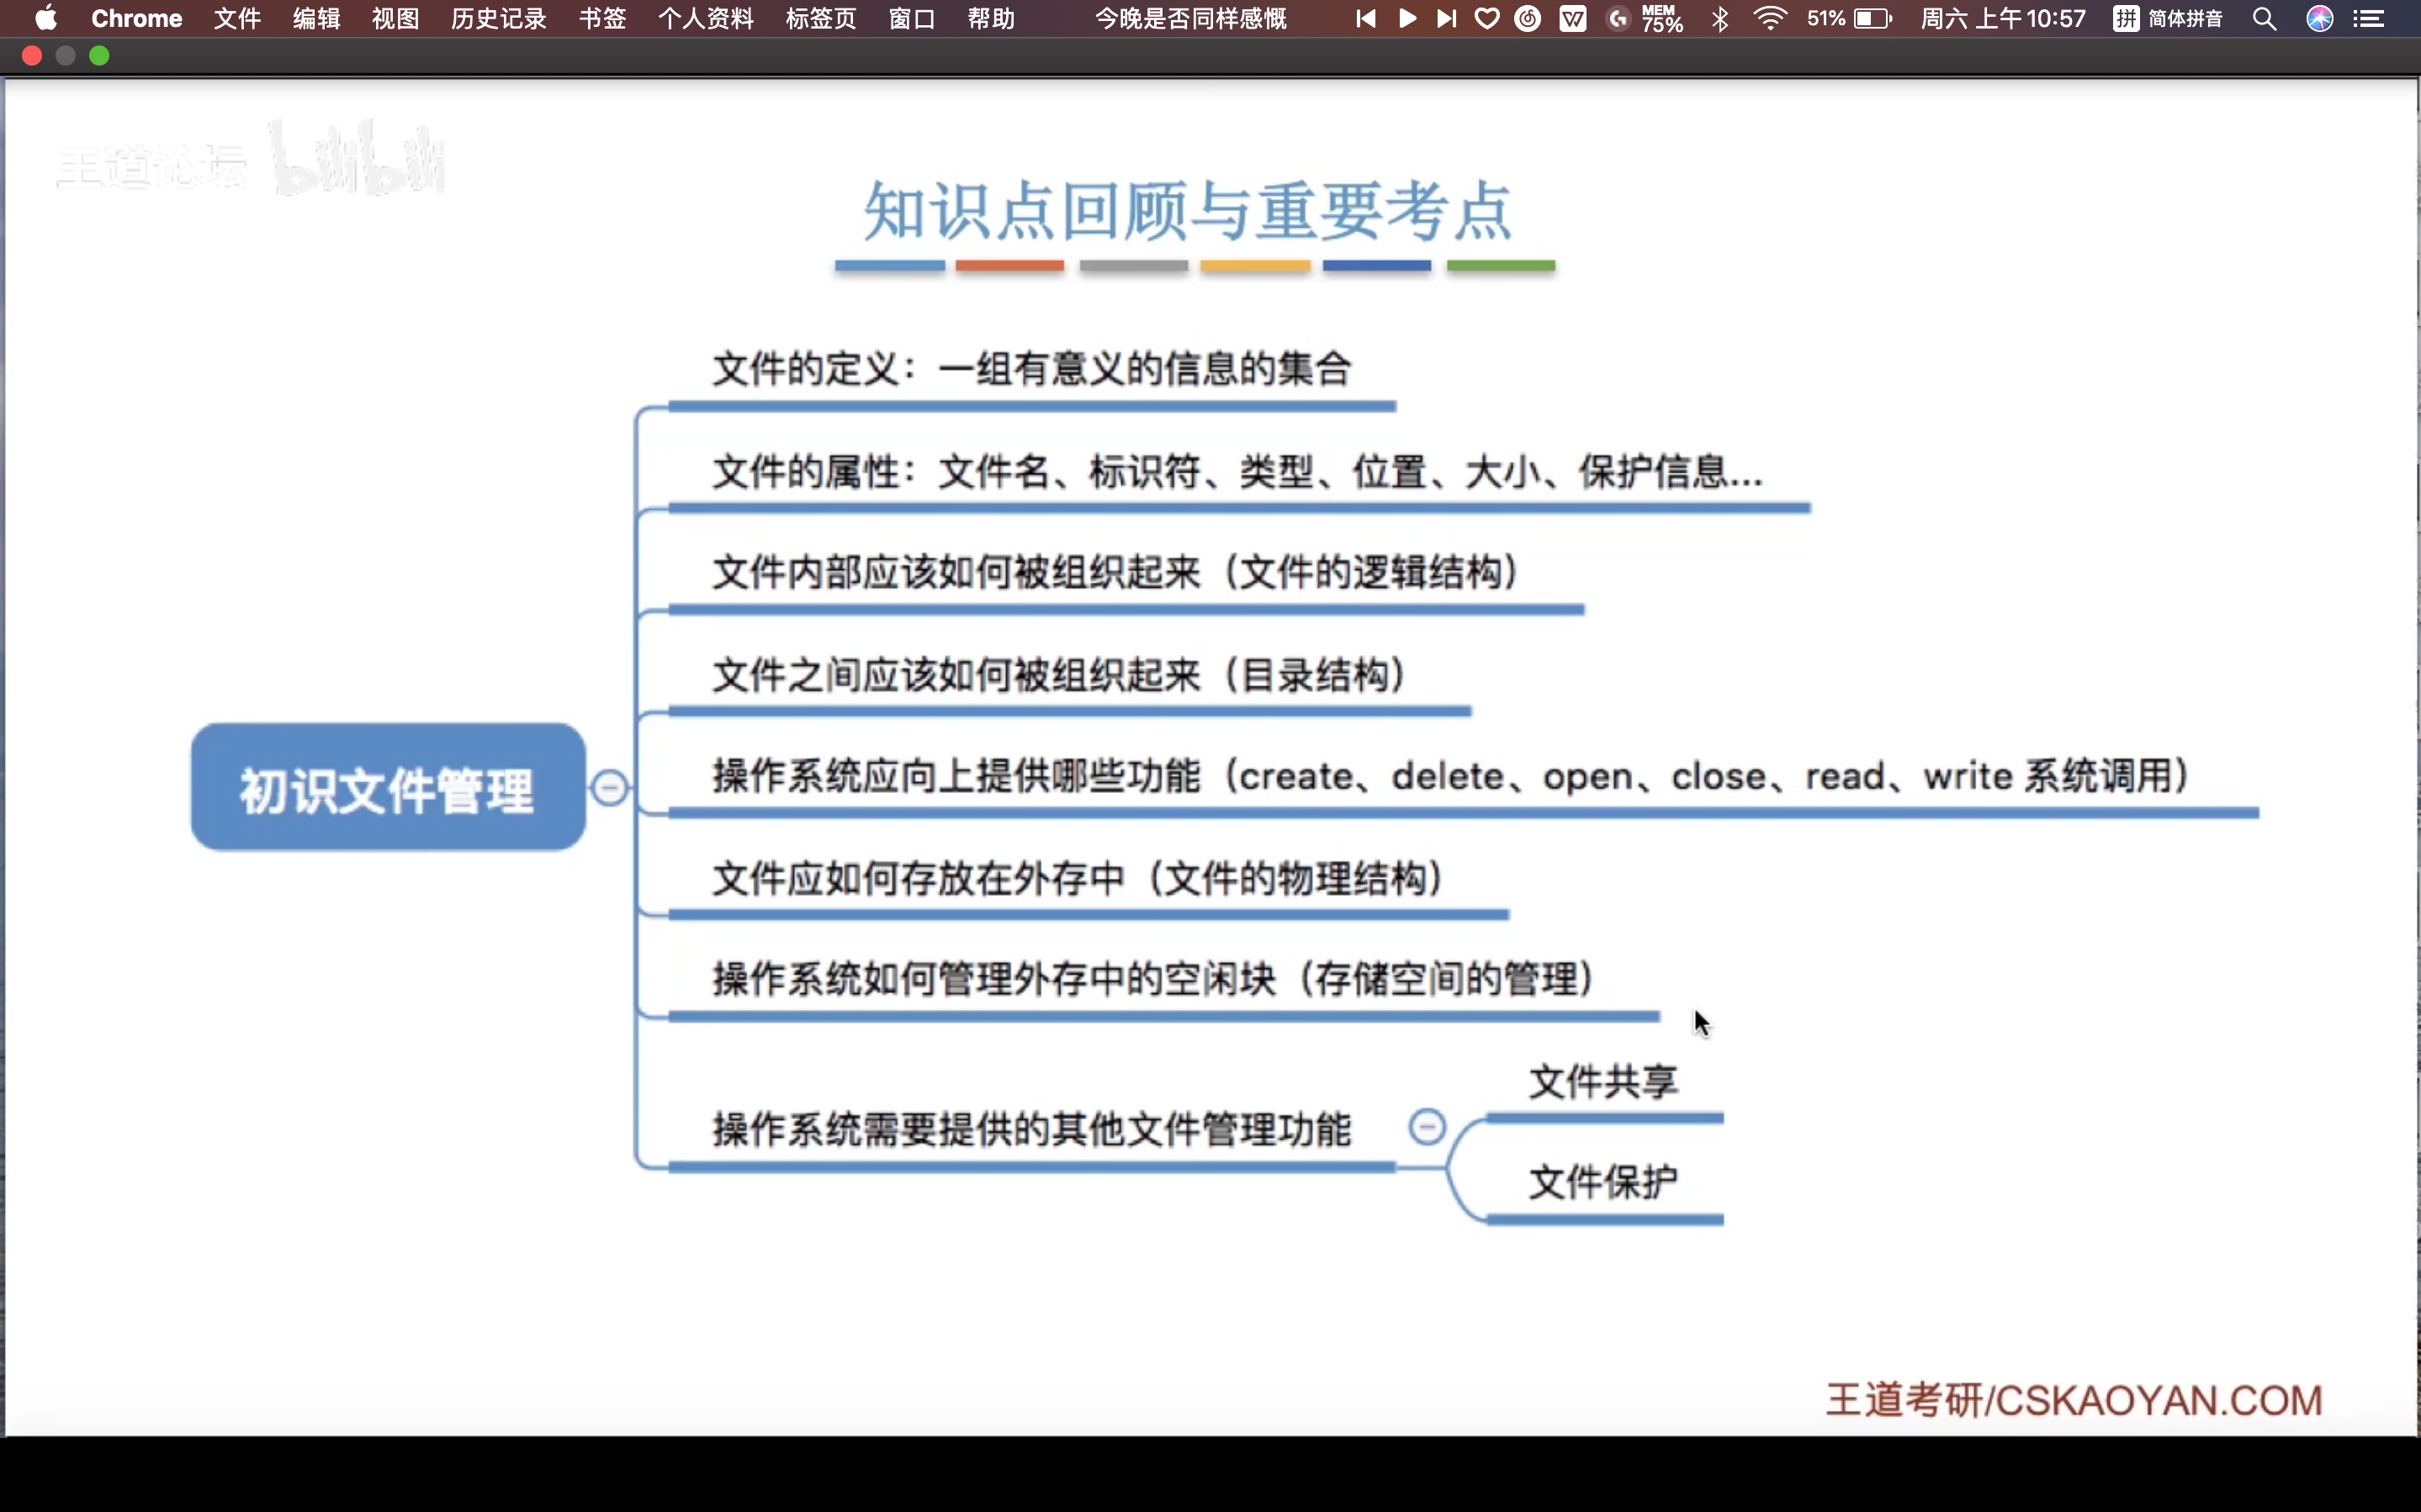 Chrome 文件 编辑 视图 历史记录 书签 个人资料 标签页 窗口 帮助 今晚是否同样感慨 MEM 75% 51% 周六 上午10:57 拼 简体拼音
王道论坛 bilibili
知识点回顾与重要考点
文件的定义：一组有意义的信息的集合
文件的属性：文件名、标识符、类型、位置、大小、保护信息...
文件内部应该如何被组织起来（文件的逻辑结构）
文件之间应该如何被组织起来（目录结构）
初识文件管理
操作系统应向上提供哪些功能（create、delete、open、close、read、write 系统调用）
文件应如何存放在外存中（文件的物理结构）
操作系统如何管理外存中的空闲块（存储空间的管理）
操作系统需要提供的其他文件管理功能
文件共享
文件保护
王道考研/CSKAOYAN.COM